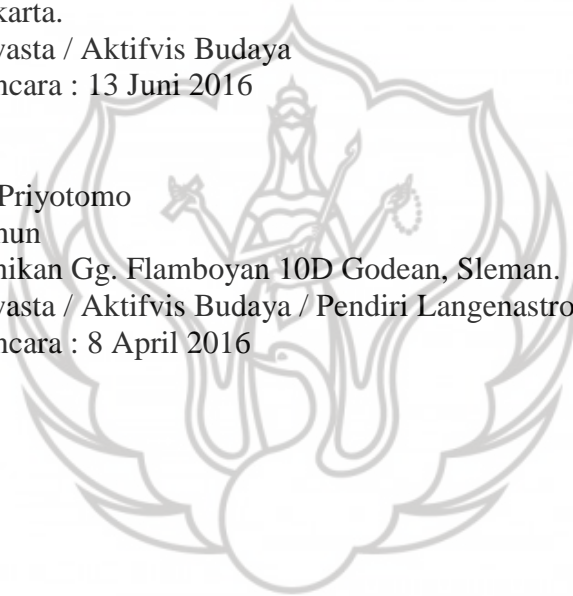 karta.
vasta / Aktifvis Budaya
ncara : 13 Juni 2016
Priyotomo
hun
nikan Gg. Flamboyan 10D Godean, Sleman.
vasta / Aktifvis Budaya / Pendiri Langenastro
ncara : 8 April 2016